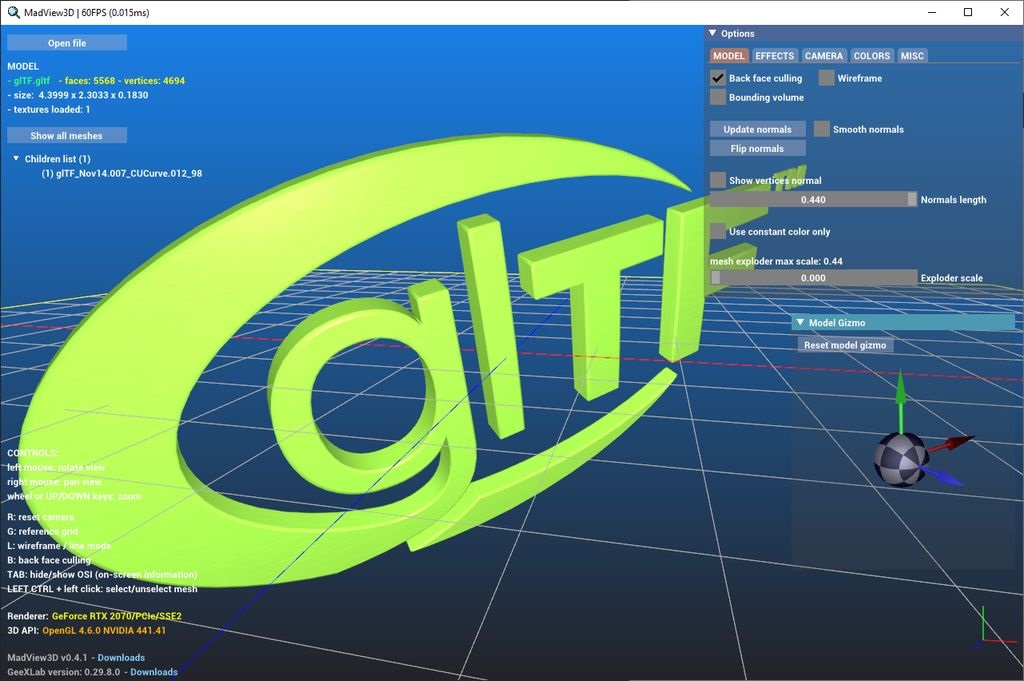 MadView3D | 60FPS (0.015ms)
Open file
MODEL
- glTF.gltf - faces: 5568 - vertices: 4694
- size: 4.3999 x 2.3033 x 0.1830
- textures loaded: 1
Show all meshes
Children list (1)
(1) glTF_Nov14.007_CUCurve.012_98
Options
MODEL EFFECTS CAMERA COLORS MISC
Back face culling Wireframe
Bounding volume
Update normals Smooth normals
Flip normals
Show vertices normal
0.440 Normals length
Use constant color only
mesh exploder max scale: 0.44
0.000 Exploder scale
Model Gizmo
Reset model gizmo
glTF™
CONTROLS:
left mouse: rotate view
right mouse: pan view
wheel or UP/DOWN keys: zoom
R: reset camera
G: reference grid
L: wireframe / line mode
B: back face culling
TAB: hide/show OSI (on-screen information)
LEFT CTRL + left click: select/unselect mesh
Renderer: GeForce RTX 2070/PCIe/SSE2
3D API: OpenGL 4.6.0 NVIDIA 441.41
MadView3D v0.4.1 - Downloads
GeeXLab version: 0.29.8.0 - Downloads